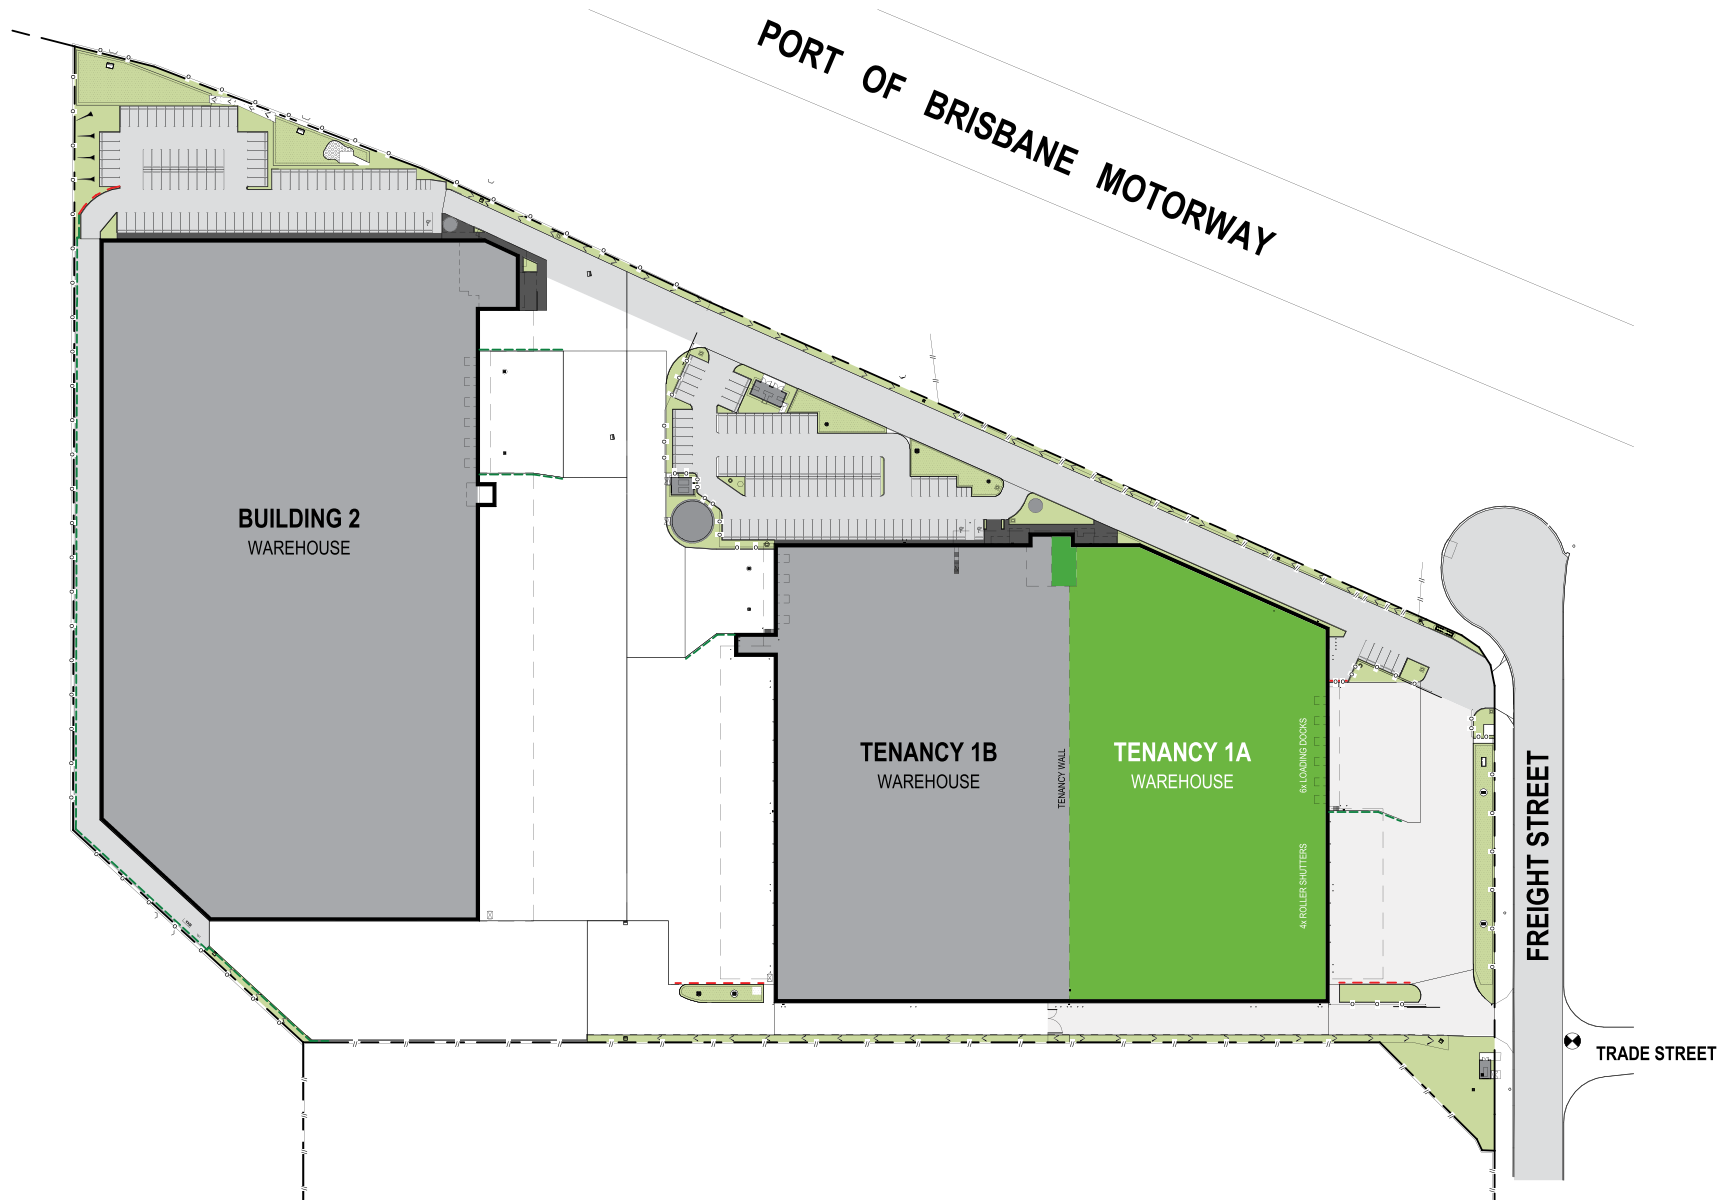 PORT OF BRISBANE MOTORWAY
BUILDING 2
WAREHOUSE
TENANCY 1B
WAREHOUSE
TENANCY WALL
TENANCY 1A
WAREHOUSE
6x LOADING DOCKS
4x ROLLER SHUTTERS
FREIGHT STREET
TRADE STREET